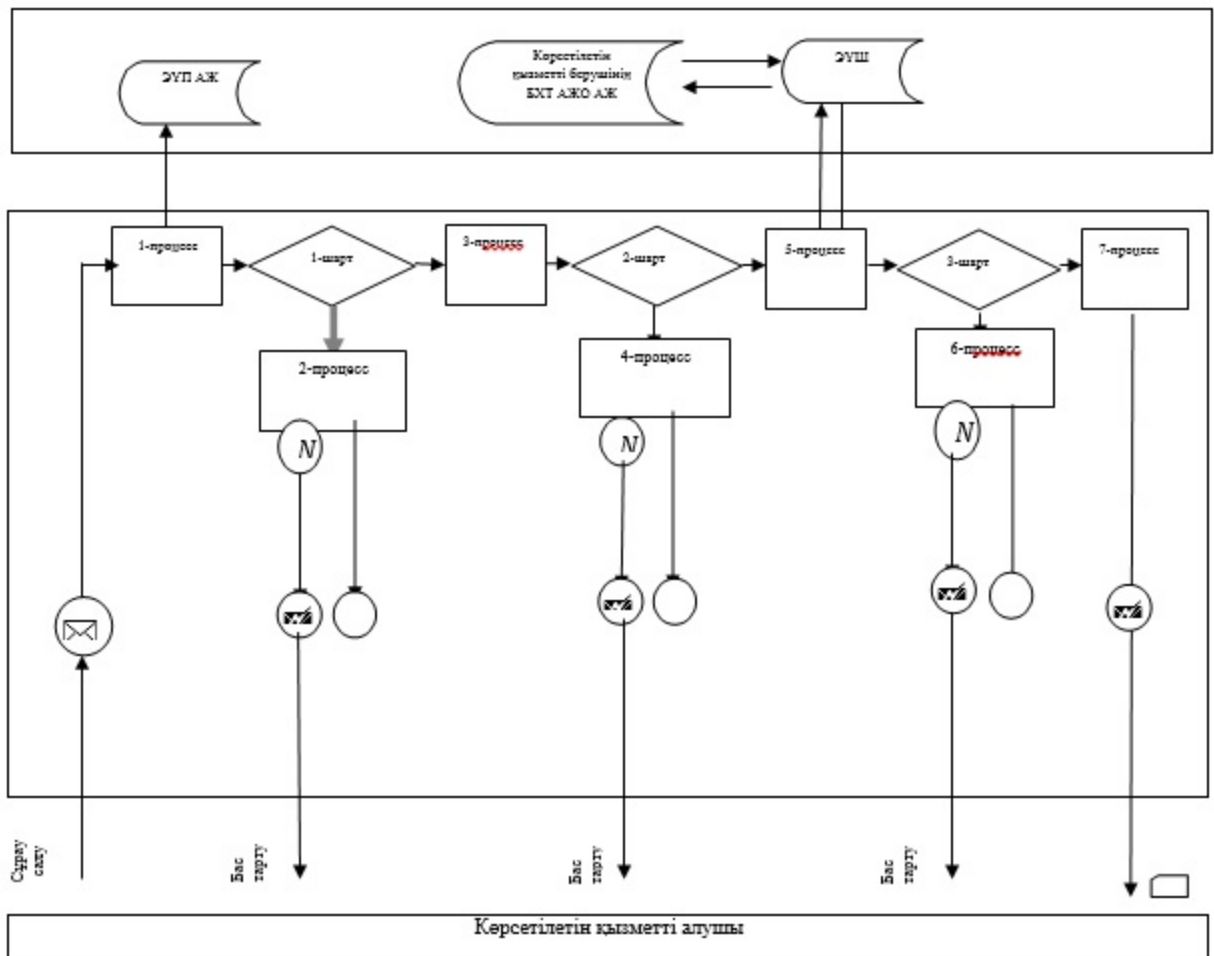 ЭҮП АЖ
Көрсетілетін
қызметті берушінің
БХТ АЖО АЖ
ЭҮШ
1-процесс
1-шарт
3-процесс
2-шарт
5-процесс
3-шарт
7-процесс
2-процесс
4-процесс
6-процесс
N
N
N
Сұрау
салу
Бас
тарту
Бас
тарту
Бас
тарту
Көрсетілетін қызметті алушы